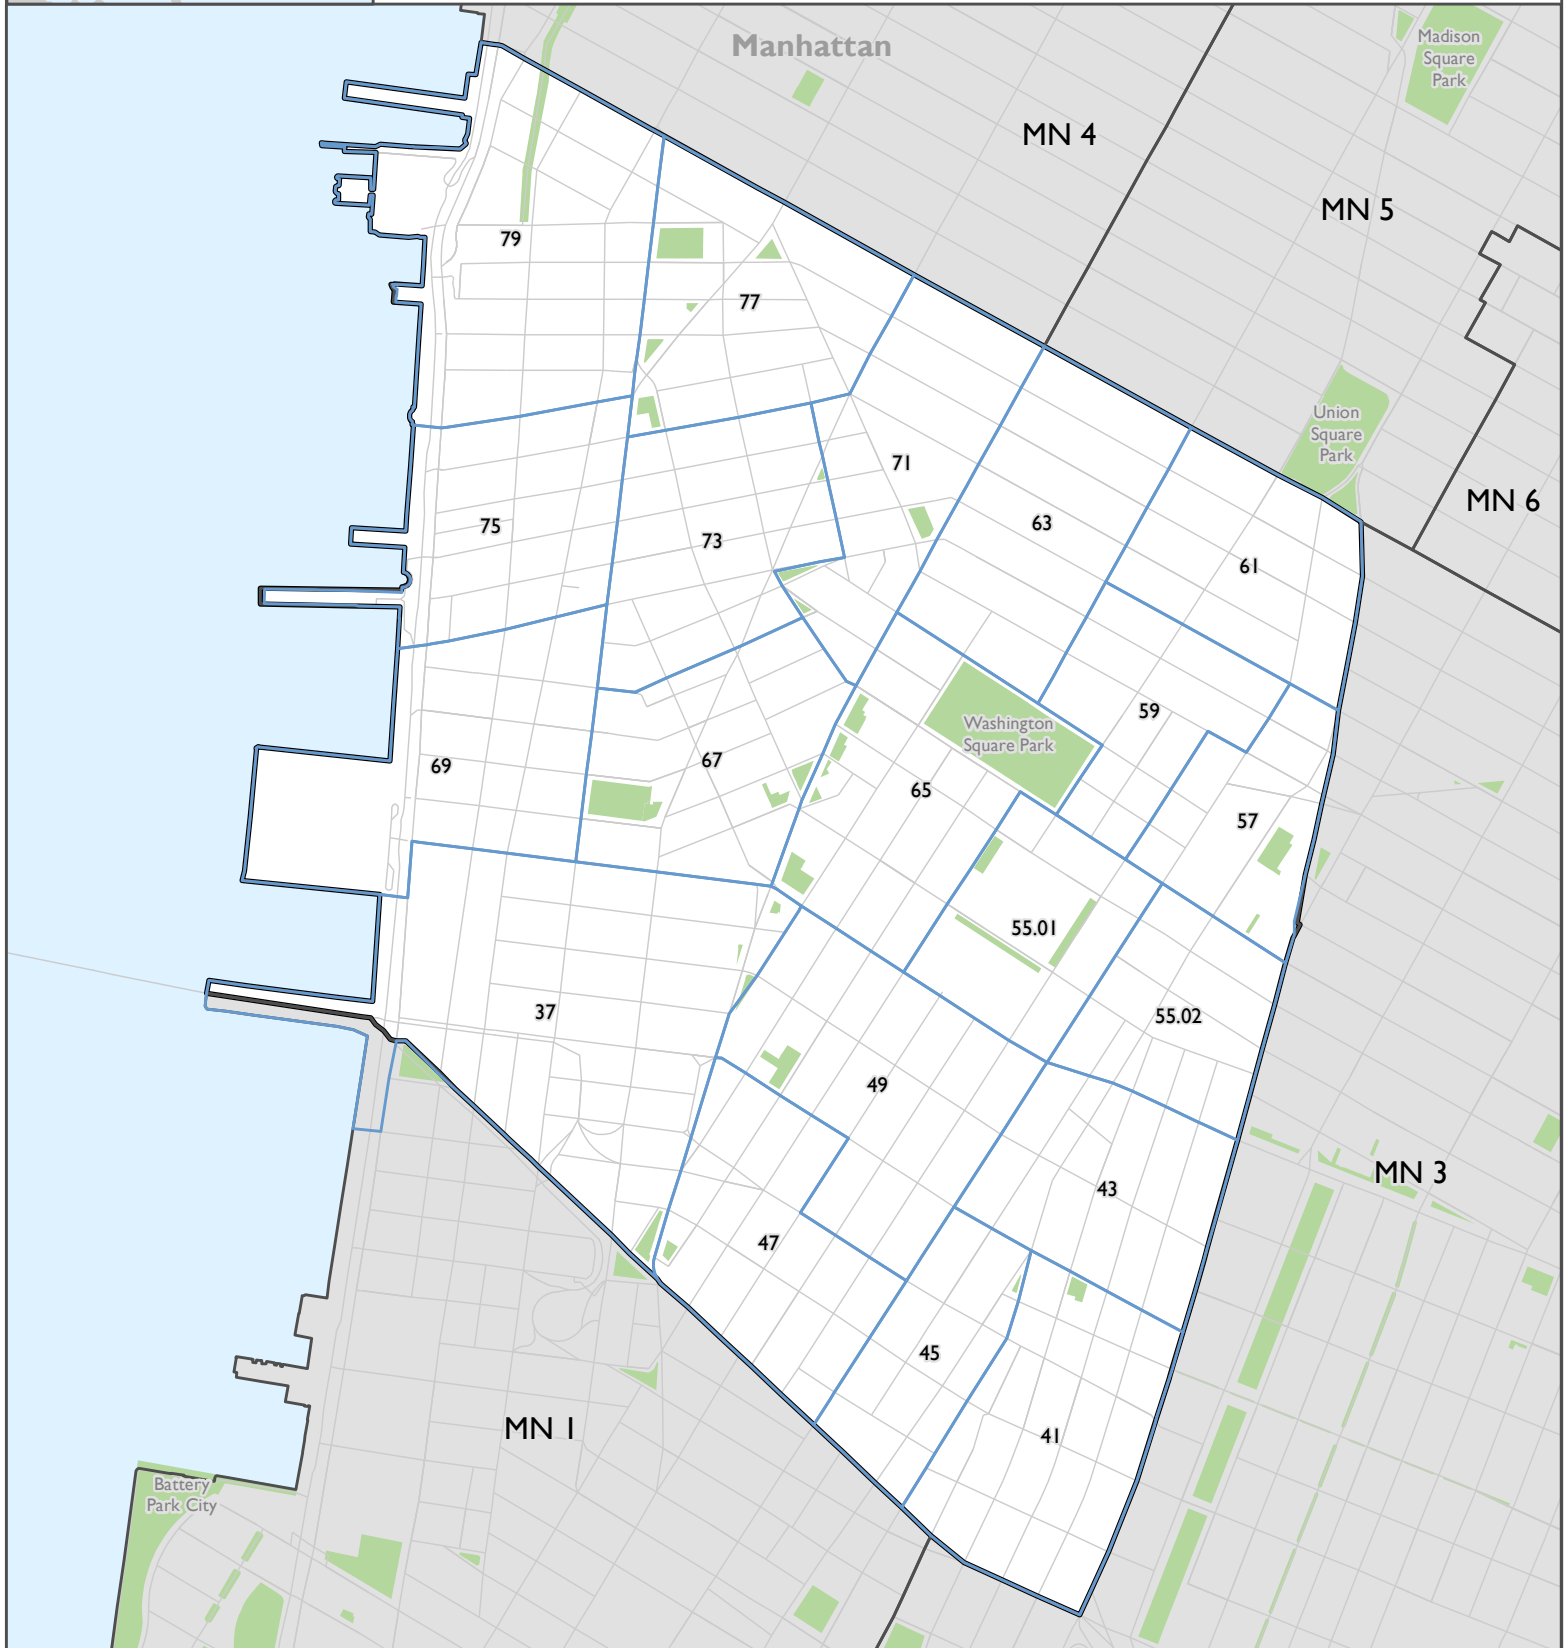 Manhattan
Madison
Square
Park
MN 4
MN 5
79
77
Union
Square
Park
71
MN 6
63
75
73
61
59
Washington
Square Park
67
69
65
57
55.01
37
55.02
49
MN 3
43
47
45
MN 1
41
Battery
Park City